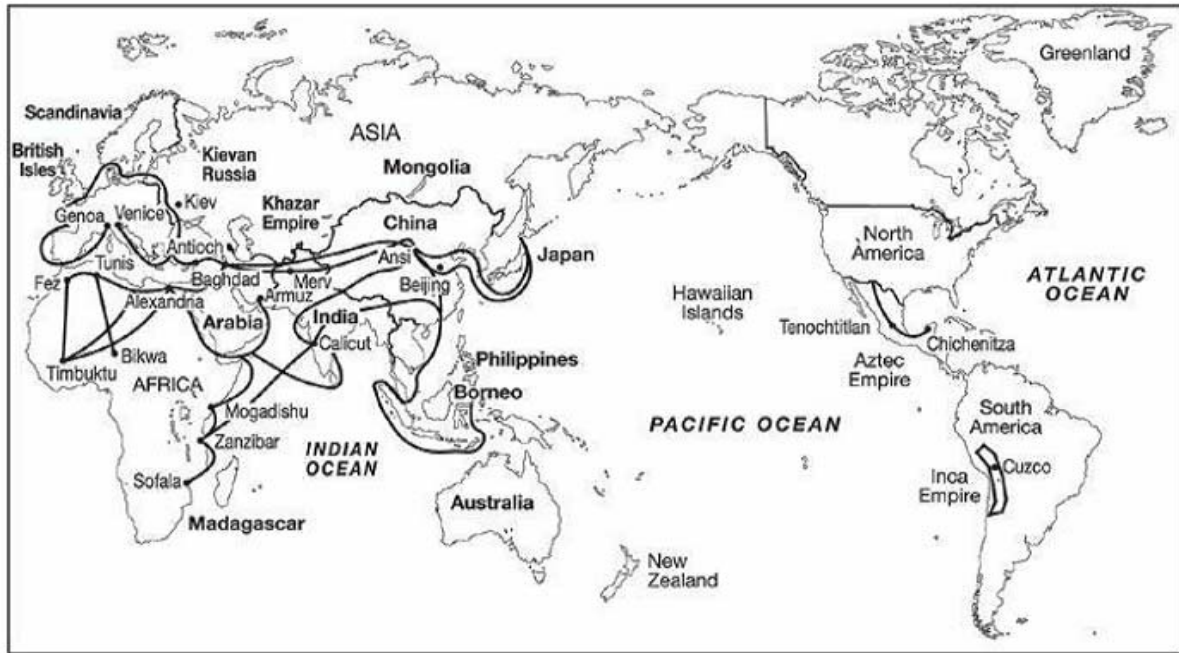 Greenland
Scandinavia
ASIA
British
Isles
Kievan
Russia
Mongolia
Kiev
Khazar
Empire
Genoa
Venice
China
North
America
Antioch
Ansi
Japan
ATLANTIC
OCEAN
Tunis
Fez
Baghdad
Merv
Beijing
Alexandria
Armuz
Hawaiian
Islands
Arabia
India
Tenochtitlan
Chichenitza
Calicut
Bikwa
Timbuktu
Philippines
Aztec
Empire
AFRICA
Borneo
Mogadishu
South
America
PACIFIC OCEAN
Zanzibar
INDIAN
OCEAN
Cuzco
Sofala
Inca
Empire
Australia
Madagascar
New
Zealand